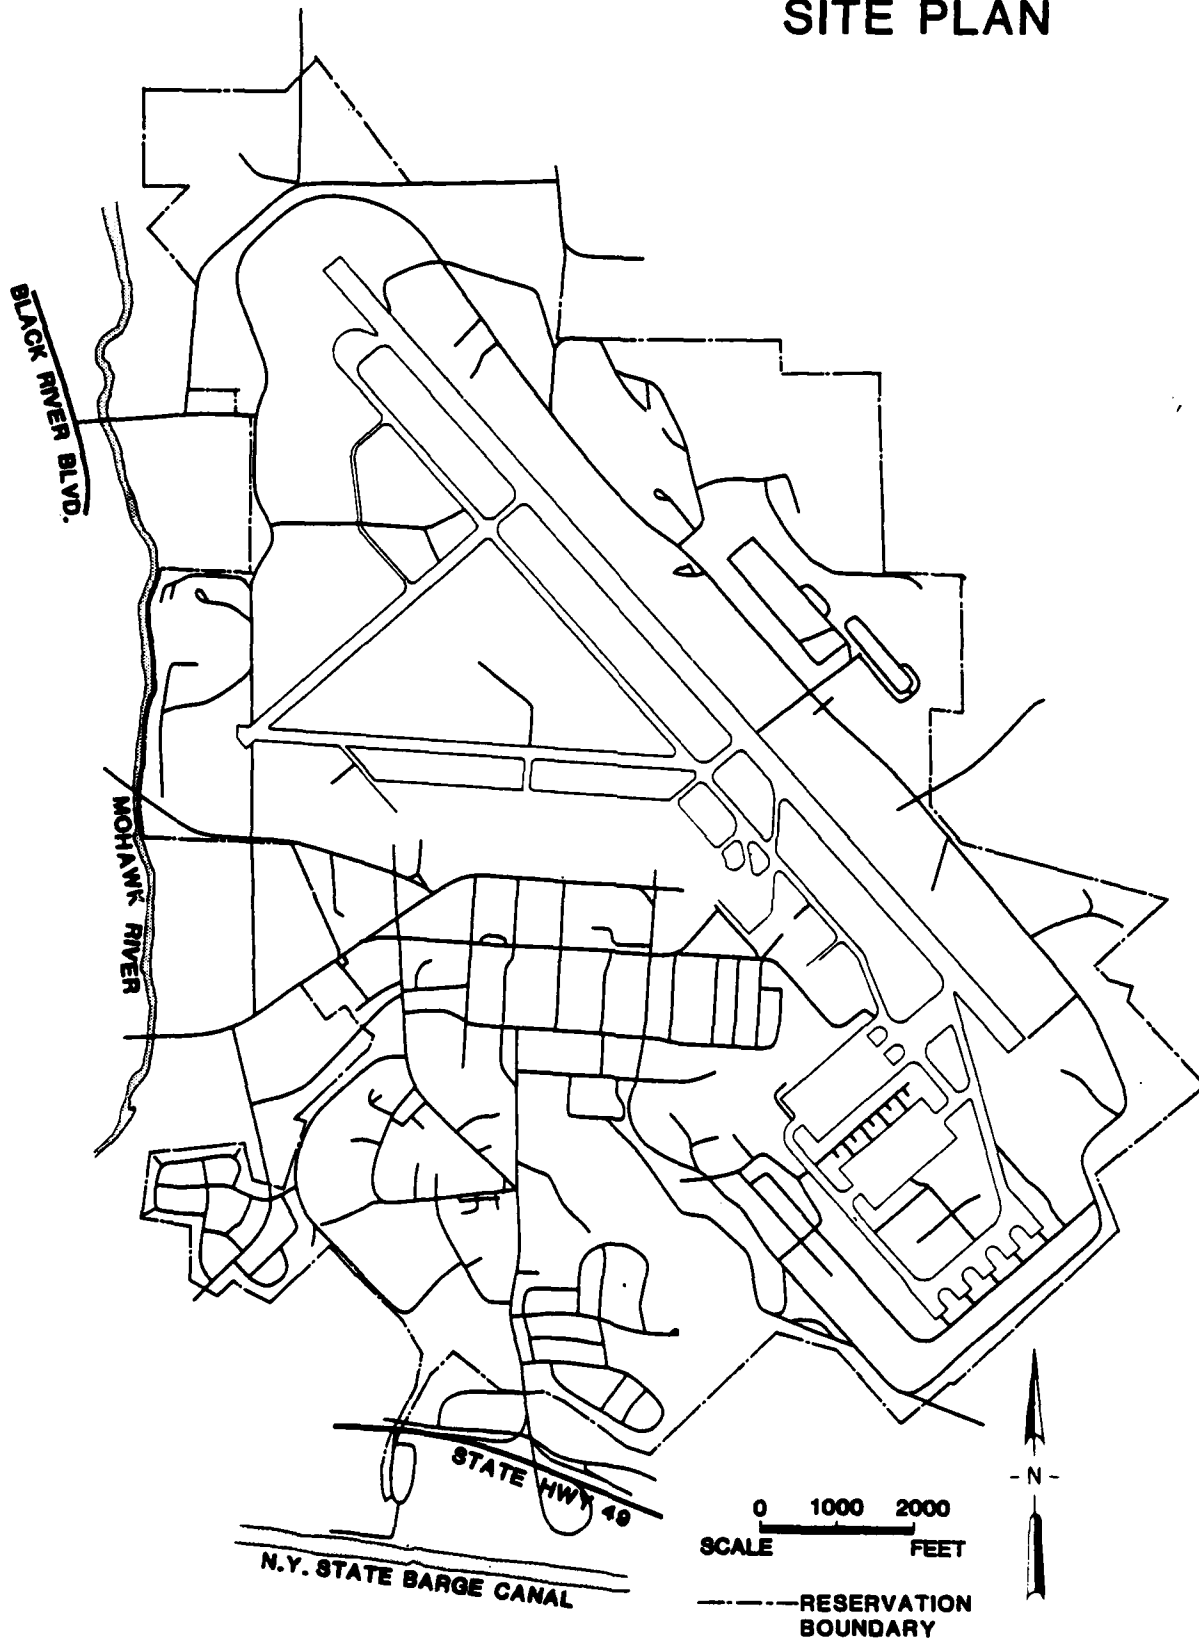 SITE PLAN
BLACK RIVER BLVD.
MOHAWK RIVER
STATE HWY 49
N.Y. STATE BARGE CANAL
- N -
0 1000 2000
SCALE FEET
RESERVATION
BOUNDARY